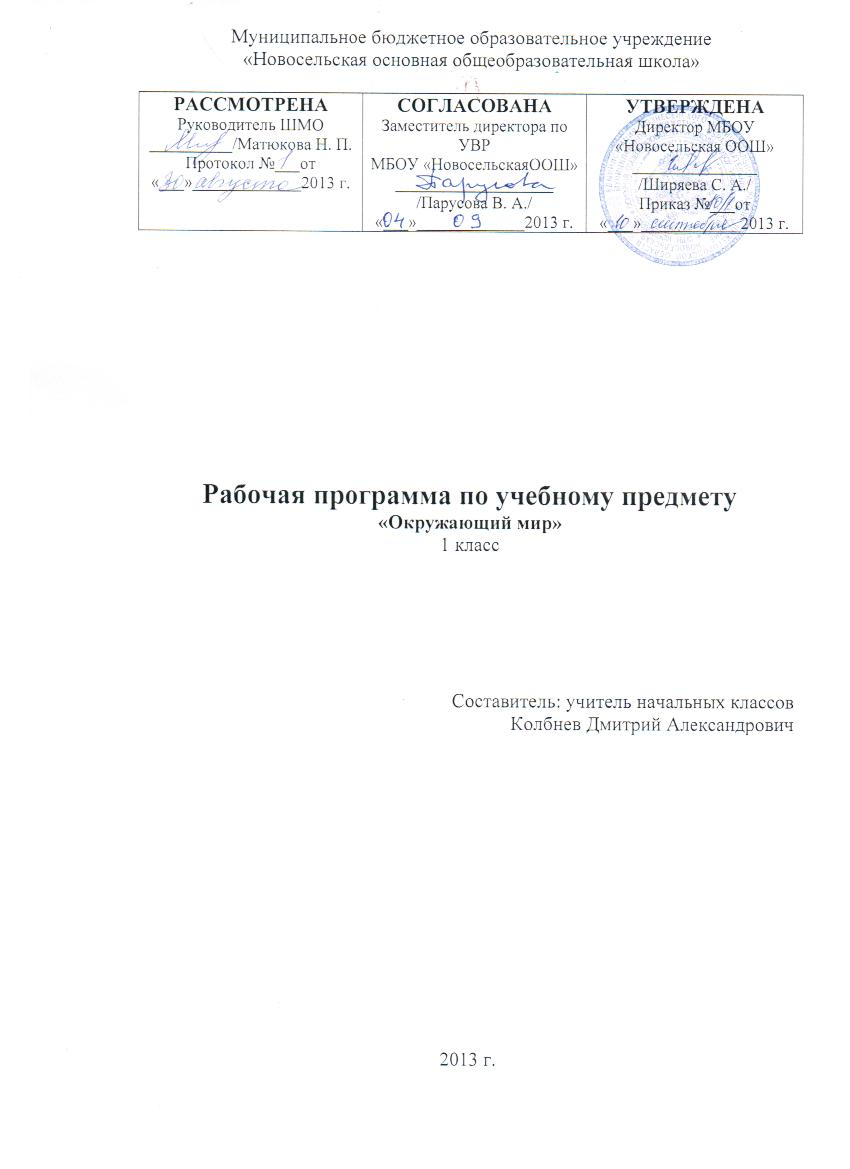 Муниципальное бюджетное образовательное учреждение
«Новосельская основная общеобразовательная школа»
РАССМОТРЕНА
Руководитель ШМО
/Матюкова Н. П.
Протокол № 1 от
«30» августа 2013 г.
СОГЛАСОВАНА
Заместитель директора по
УВР
МБОУ «НовосельскаяООШ»
Парусова
/Парусова В. А./
«04» 09 2013 г.
УТВЕРЖДЕНА
Директор МБОУ
«Новосельская ООШ»
/Ширяева С. А./
Приказ № от
«10» сентября 2013 г.
Рабочая программа по учебному предмету
«Окружающий мир»
1 класс
Составитель: учитель начальных классов
Колбнев Дмитрий Александрович
2013 г.